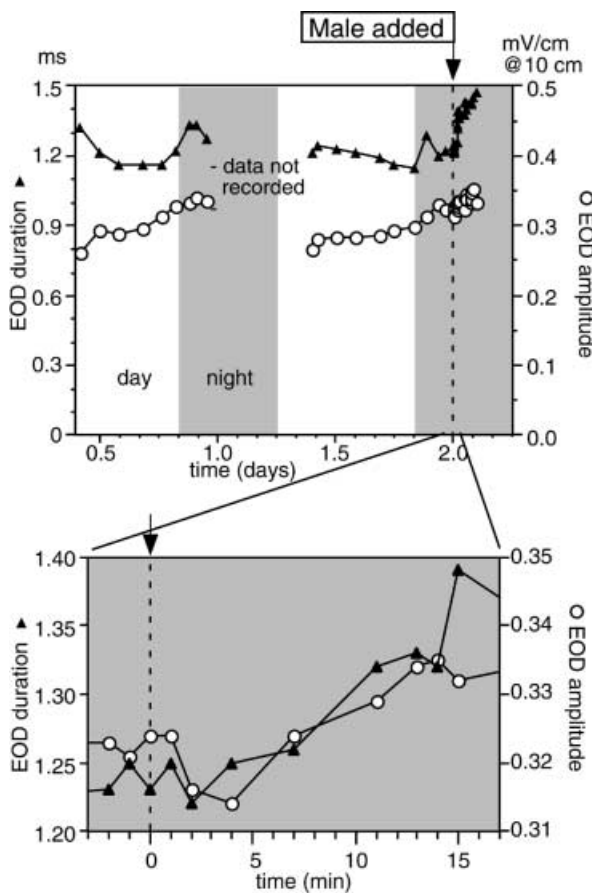 Male added
ms
mV/cm
@10 cm
1.5
1.2
0.9
0.6
0.3
0
EOD duration ▲
0.5
0.4
0.3
0.2
0.1
0.0
O EOD amplitude
- data not
recorded
day
night
0.5
1.0
1.5
2.0
time (days)
1.40
1.35
1.30
1.25
1.20
EOD duration ▲
0.35
0.34
0.33
0.32
0.31
O EOD amplitude
0
5
10
15
time (min)